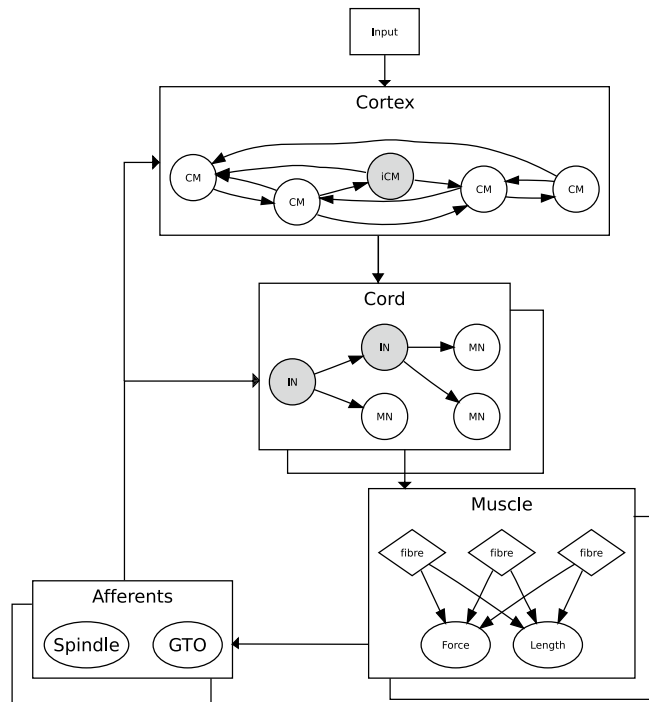 Input
Cortex
iCM
CM
CM
CM
CM
Cord
IN
MN
IN
MN
MN
Muscle
fibre
fibre
fibre
Afferents
Spindle
GTO
Force
Length